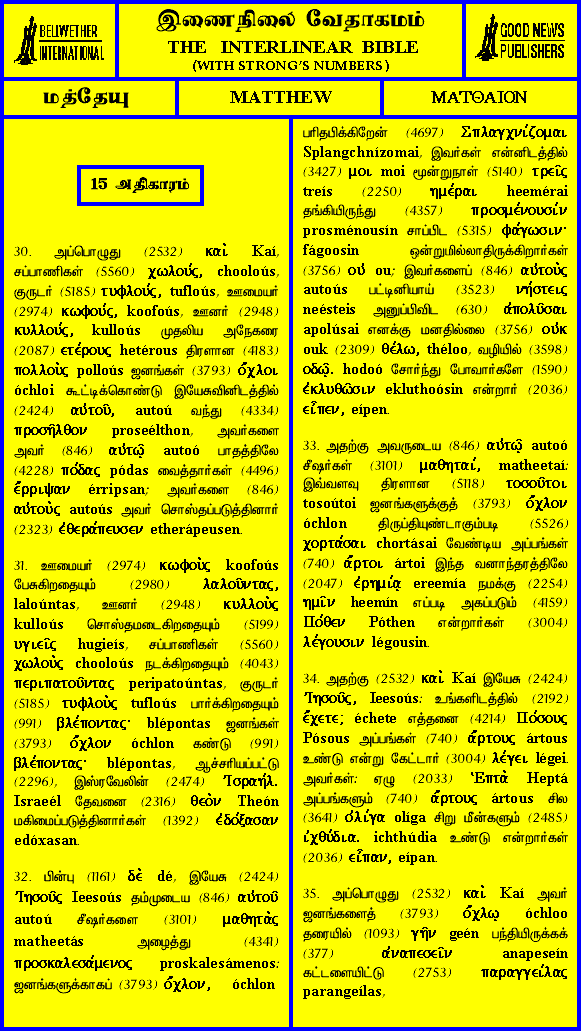 BELLWETHER
INTERNATIONAL
இணைநிலை வேதாகமம்
THE INTERLINEAR BIBLE
(WITH STRONG'S NUMBERS)
GOOD NEWS
PUBLISHERS
மத்தேயு
MATTHEW
ΜΑΤΘΑΙΟΝ
15 அதிகாரம்
30. அப்பொழுது (2532) καὶ Kaí,
சப்பாணிகள் (5560) χωλούς, chooloús,
குருடர் (5185) τυφλούς, tufloús, ஊமையர்
(2974) κωφούς, koofoús, ஊனர் (2948)
κυλλούς, kulloús முதலிய அநேகரை
(2087) ετέρους hetérous திரளான (4183)
πολλοὺς polloús ஜனங்கள் (3793) ὄχλοι
óchloi கூட்டிக்கொண்டு இயேசுவினிடத்தில்
(2424) αὐτοῦ, autoú வந்து (4334)
προσῆλθον proseélthon, அவர்களை
அவர் (846) αὐτῷ autoó பாதத்திலே
(4228) πόδας pódas வைத்தார்கள் (4496)
ἔρριψαν érripsan; அவர்களை (846)
αὐτοὺς autoús அவர் சொஸ்தப்படுத்தினார்
(2323) ἐθεράπευσεν etherápeusen.
31. ஊமையர் (2974) κωφοὺς koofoús
பேசுகிறதையும் (2980) λαλοῦντας,
laloúntas, ஊனர் (2948) κυλλοὺς
kulloús சொஸ்தமடைகிறதையும் (5199)
υγιεῖς hugieís, சப்பாணிகள் (5560)
χωλοὺς chooloús நடக்கிறதையும் (4043)
περιπατοῦντας peripatoúntas, குருடர்
(5185) τυφλοὺς tufloús பார்க்கிறதையும்
(991) βλέποντας· blépontas ஜனங்கள்
(3793) ὄχλον óchlon கண்டு (991)
βλέποντας· blépontas, ஆச்சரியப்பட்டு
(2296), இஸ்ரவேலின் (2474) Ἰσραήλ.
Israeél தேவனை (2316) θεὸν Theón
மகிமைப்படுத்தினார்கள் (1392) ἐδόξασαν
edóxasan.
32. பின்பு (1161) δὲ dé, இயேசு (2424)
Ἰησοῦς Ieesoús தம்முடைய (846) αὐτοῦ
autoú சீஷர்களை (3101) μαθητὰς
matheetás அழைத்து (4341)
προσκαλεσάμενος proskalesámenos:
ஜனங்களுக்காகப் (3793) ὄχλον, óchlon
பரிதபிக்கிறேன் (4697) Σπλαγχνίζομαι
Splangchnízomai, இவர்கள் என்னிடத்தில்
(3427) μοι moi மூன்றுநாள் (5140) τρεῖς
treís (2250) ημέραι heemérai
தங்கியிருந்து (4357) προσμένουσίν
prosménousín சாப்பிட (5315) φάγωσιν·
fágoosin ஒன்றுமில்லாதிருக்கிறார்கள்
(3756) οὐ ou; இவர்களைப் (846) αὐτοὺς
autoús பட்டினியாய் (3523) νήστεις
neésteis அனுப்பிவிட (630) ἀπολῦσαι
apolúsai எனக்கு மனதில்லை (3756) οὐκ
ouk (2309) θέλω, théloo, வழியில் (3598)
οδῷ. hodoó சோர்ந்து போவார்களே (1590)
ἐκλυθῶσιν ekluthoósin என்றார் (2036)
εἶπεν, eípen.
33. அதற்கு அவருடைய (846) αὐτῷ autoó
சீஷர்கள் (3101) μαθηταί, matheetaí:
இவ்வளவு திரளான (5118) τοσοῦτοι
tosoútoi ஜனங்களுக்குத் (3793) ὄχλον
óchlon திருப்தியுண்டாகும்படி (5526)
χορτάσαι chortásai வேண்டிய அப்பங்கள்
(740) ἄρτοι ártoi இந்த வனாந்தரத்திலே
(2047) ἐρημίᾳ ereemía நமக்கு (2254)
ημῖν heemín எப்படி அகப்படும் (4159)
Πόθεν Póthen என்றார்கள் (3004)
λέγουσιν légousin.
34. அதற்கு (2532) καὶ Kaí இயேசு (2424)
Ἰησοῦς, Ieesoús: உங்களிடத்தில் (2192)
ἔχετε; échete எத்தனை (4214) Πόσους
Pósous அப்பங்கள் (740) ἄρτους ártous
உண்டு என்று கேட்டார் (3004) λέγει légei.
அவர்கள்: ஏழு (2033) Ἑπτὰ Heptá
அப்பங்களும் (740) ἄρτους ártous சில
(3641) ὀλίγα olíga சிறு மீன்களும் (2485)
ἰχθύδια. ichthúdia உண்டு என்றார்கள்
(2036) εἶπαν, eípan.
35. அப்பொழுது (2532) καὶ Kaí அவர்
ஜனங்களைத் (3793) ὄχλῳ óchloo
தரையில் (1093) γῆν geén பந்தியிருக்கக்
(377) ἀναπεσεῖν anapeseín
கட்டளையிட்டு (2753) παραγγείλας
parangeílas,